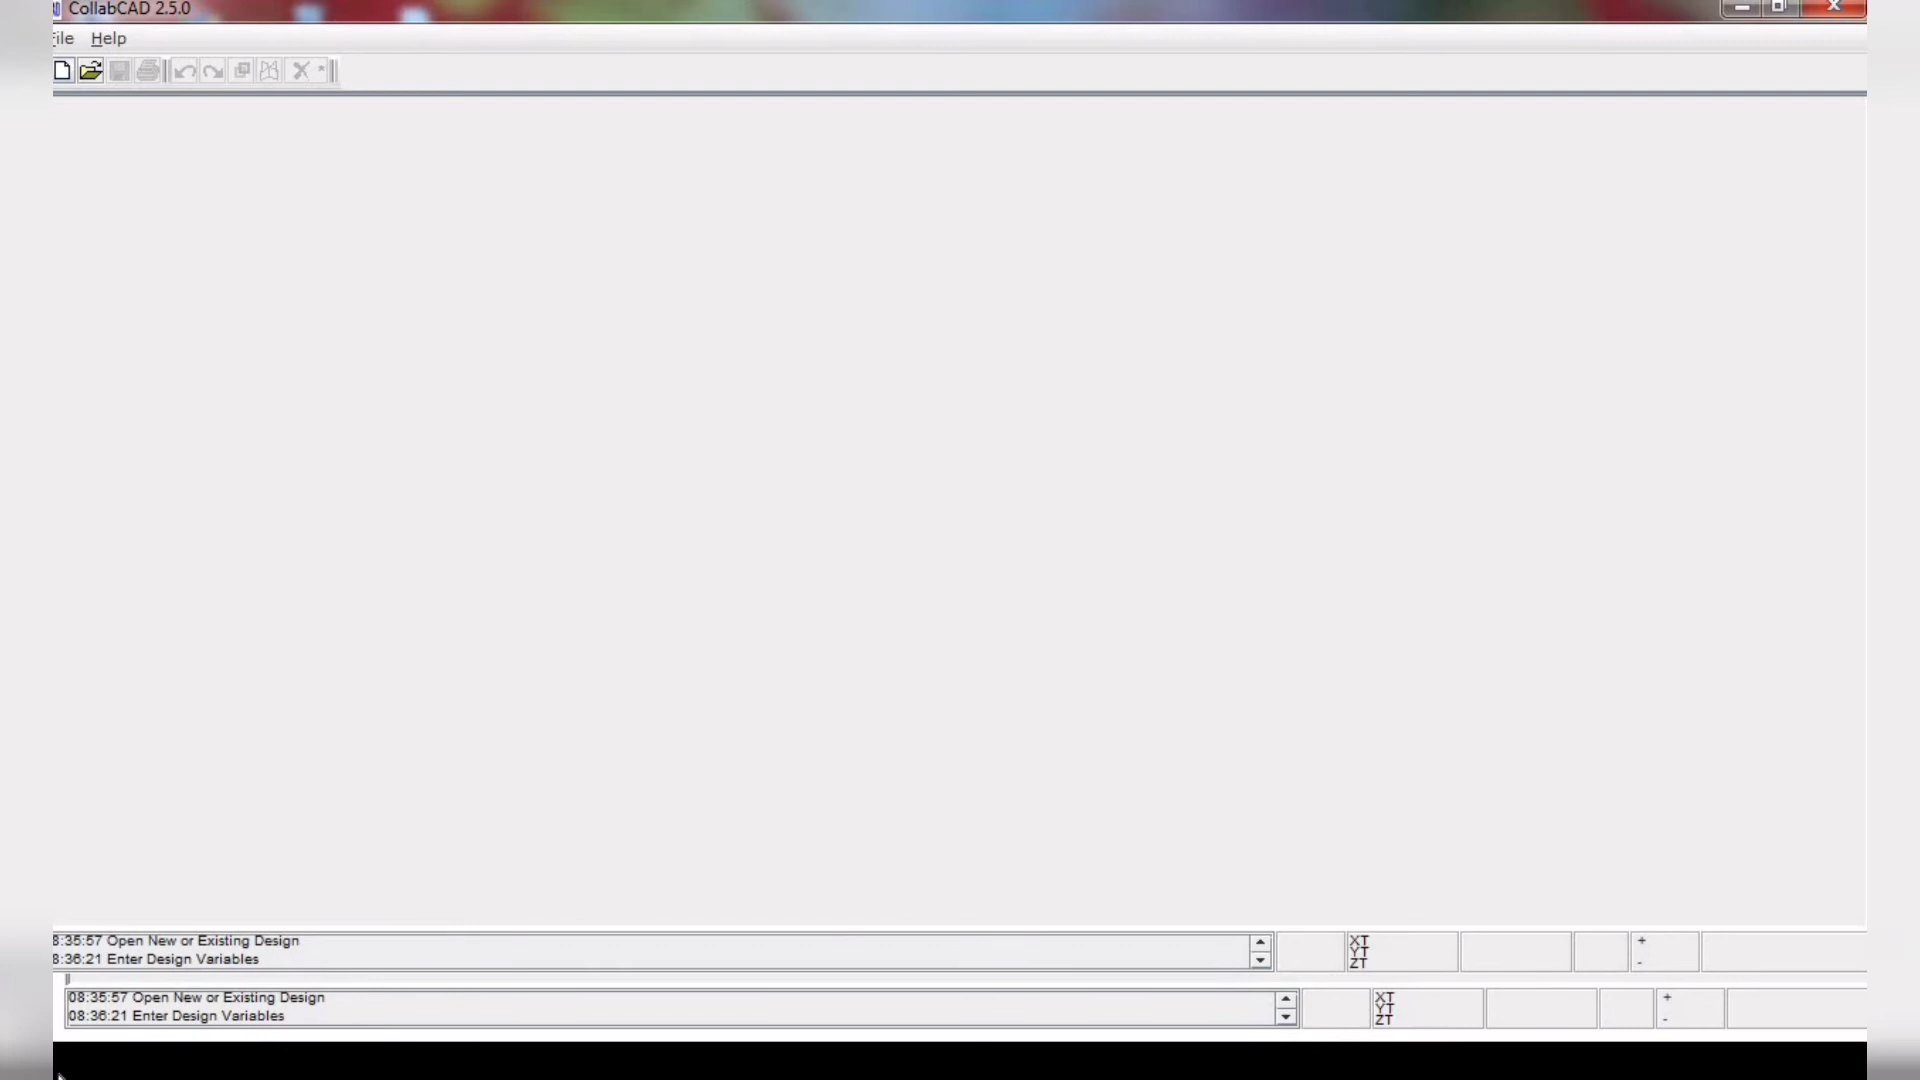 CollabCAD 2.5.0
File Help
8:35:57 Open New or Existing Design
8:36:21 Enter Design Variables
XT
YT
ZT
+
-
08:35:57 Open New or Existing Design
08:36:21 Enter Design Variables
XT
YT
ZT
+
-